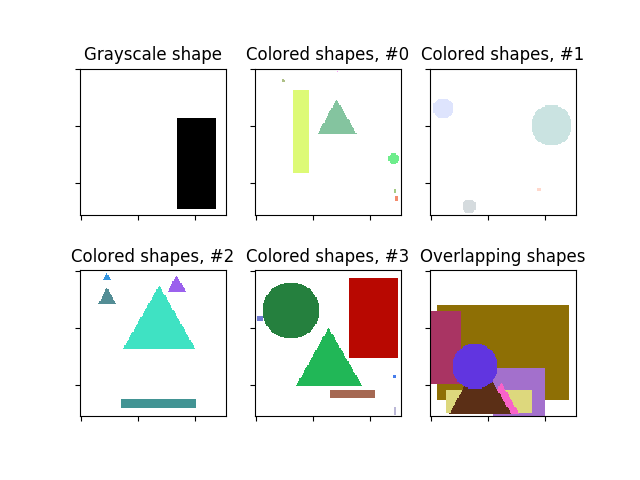 Grayscale shape
Colored shapes, #0
Colored shapes, #1
Colored shapes, #2
Colored shapes, #3
Overlapping shapes